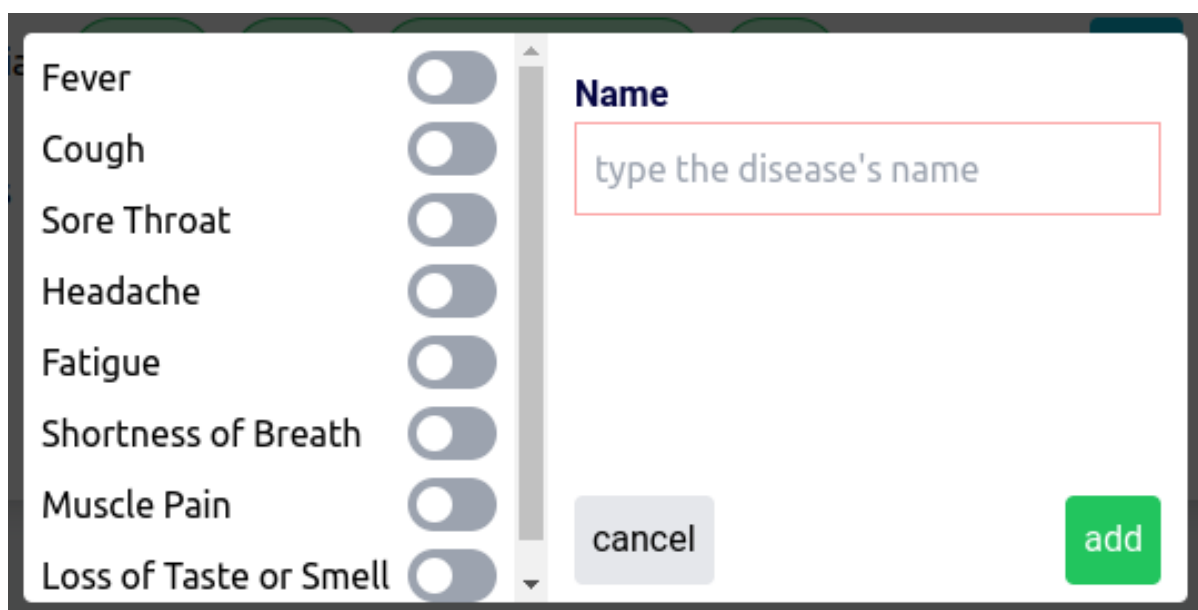 Fever
Cough
Sore Throat
Headache
Fatigue
Shortness of Breath
Muscle Pain
Loss of Taste or Smell
Name
type the disease's name
cancel
add